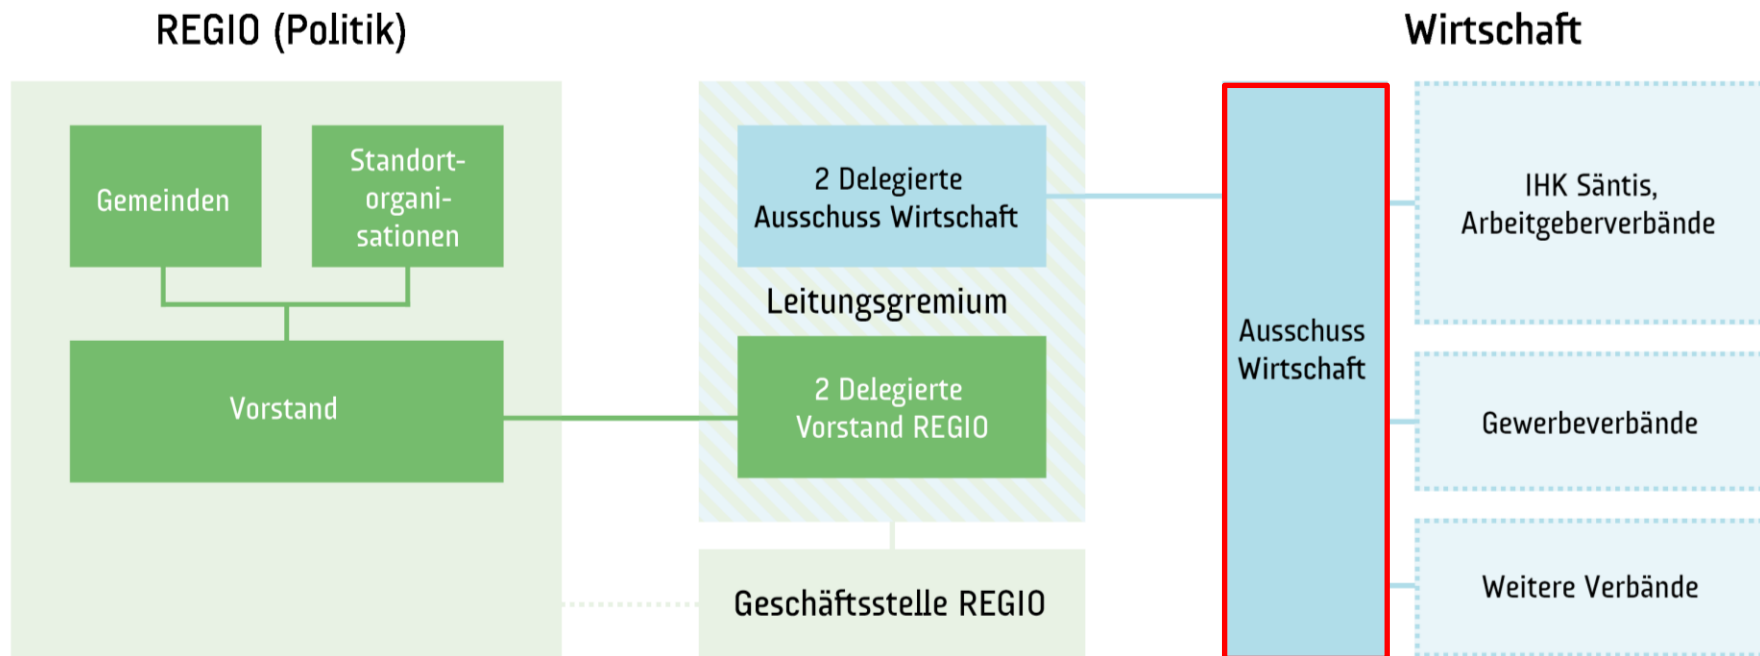 REGIO (Politik)
Wirtschaft
Gemeinden
Standort-
organi-
sationen
Vorstand
2 Delegierte
Ausschuss Wirtschaft
Leitungsgremium
2 Delegierte
Vorstand REGIO
Geschäftsstelle REGIO
Ausschuss
Wirtschaft
IHK Säntis,
Arbeitgeberverbände
Gewerbeverbände
Weitere Verbände